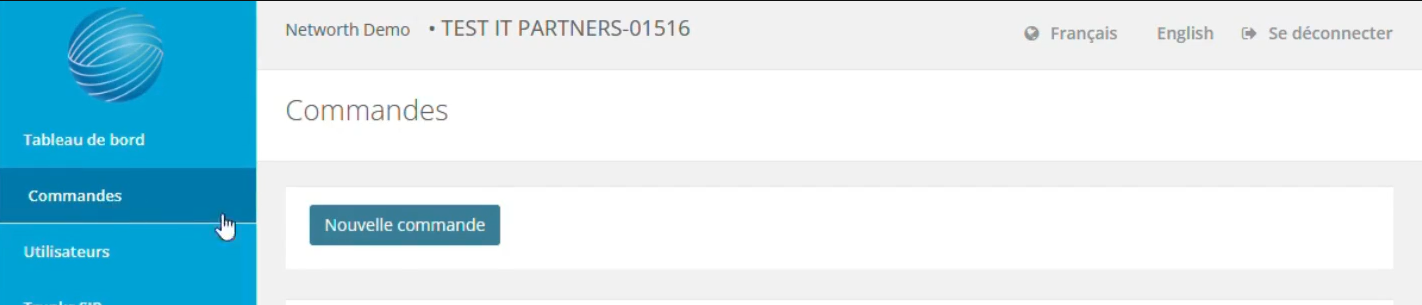 Networth Demo • TEST IT PARTNERS-01516
Français English Se déconnecter
Commandes
Tableau de bord
Commandes
Utilisateurs
Nouvelle commande